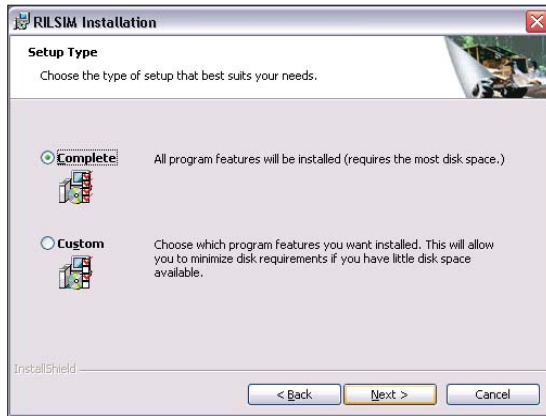 RILSIM Installation
Setup Type
Choose the type of setup that best suits your needs.
Complete
All program features will be installed (requires the most disk space.)
Custom
Choose which program features you want installed. This will allow
you to minimize disk requirements if you have little disk space
available.
InstallShield
< Back
Next >
Cancel